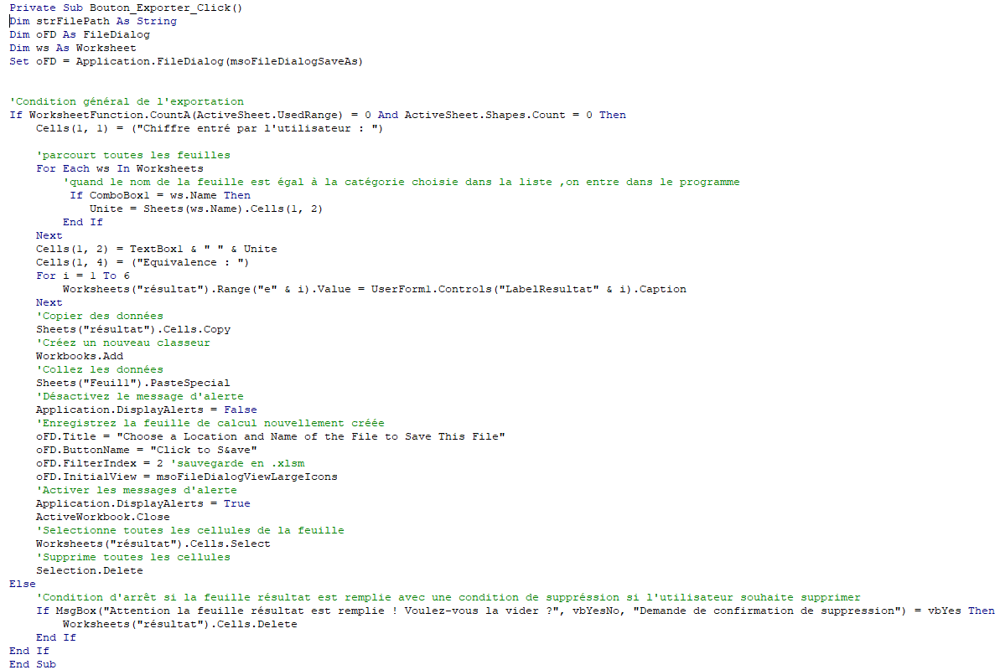 Private Sub Bouton_Exporter_Click()
Dim strFilePath As String
Dim oFD As FileDialog
Dim ws As Worksheet
Set oFD = Application.FileDialog(msoFileDialogSaveAs)
'Condition général de l'exportation
If WorksheetFunction.CountA(ActiveSheet.UsedRange) = 0 And ActiveSheet.Shapes.Count = 0 Then
    Cells(1, 1) = ("Chiffre entré par l'utilisateur : ")
    'parcourt toutes les feuilles
    For Each ws In Worksheets
        'quand le nom de la feuille est égal à la catégorie choisie dans la liste ,on entre dans le programme
         If ComboBox1 = ws.Name Then
            Unite = Sheets(ws.Name).Cells(1, 2)
        End If
    Next
    Cells(1, 2) = TextBox1 & " " & Unite
    Cells(1, 4) = ("Equivalence : ")
    For i = 1 To 6
        Worksheets("résultat").Range("e" & i).Value = UserForm1.Controls("LabelResultat" & i).Caption
    Next
    'Copier des données
    Sheets("résultat").Cells.Copy
    'Créez un nouveau classeur
    Workbooks.Add
    'Collez les données
    Sheets("Feuil1").PasteSpecial
    'Désactivez le message d'alerte
    Application.DisplayAlerts = False
    'Enregistrez la feuille de calcul nouvellement créée
    oFD.Title = "Choose a Location and Name of the File to Save This File"
    oFD.ButtonName = "Click to S&ave"
    oFD.FilterIndex = 2 'sauvegarde en .xlsm
    oFD.InitialView = msoFileDialogViewLargeIcons
    'Activer les messages d'alerte
    Application.DisplayAlerts = True
    ActiveWorkbook.Close
    'Selectionne toutes les cellules de la feuille
    Worksheets("résultat").Cells.Select
    'Supprime toutes les cellules
    Selection.Delete
Else
    'Condition d'arrêt si la feuille résultat est remplie avec une condition de suppréssion si l'utilisateur souhaite supprimer
    If MsgBox("Attention la feuille résultat est remplie ! Voulez-vous la vider ?", vbYesNo, "Demande de confirmation de suppression") = vbYes Then
        Worksheets("résultat").Cells.Delete
    End If
End If
End Sub